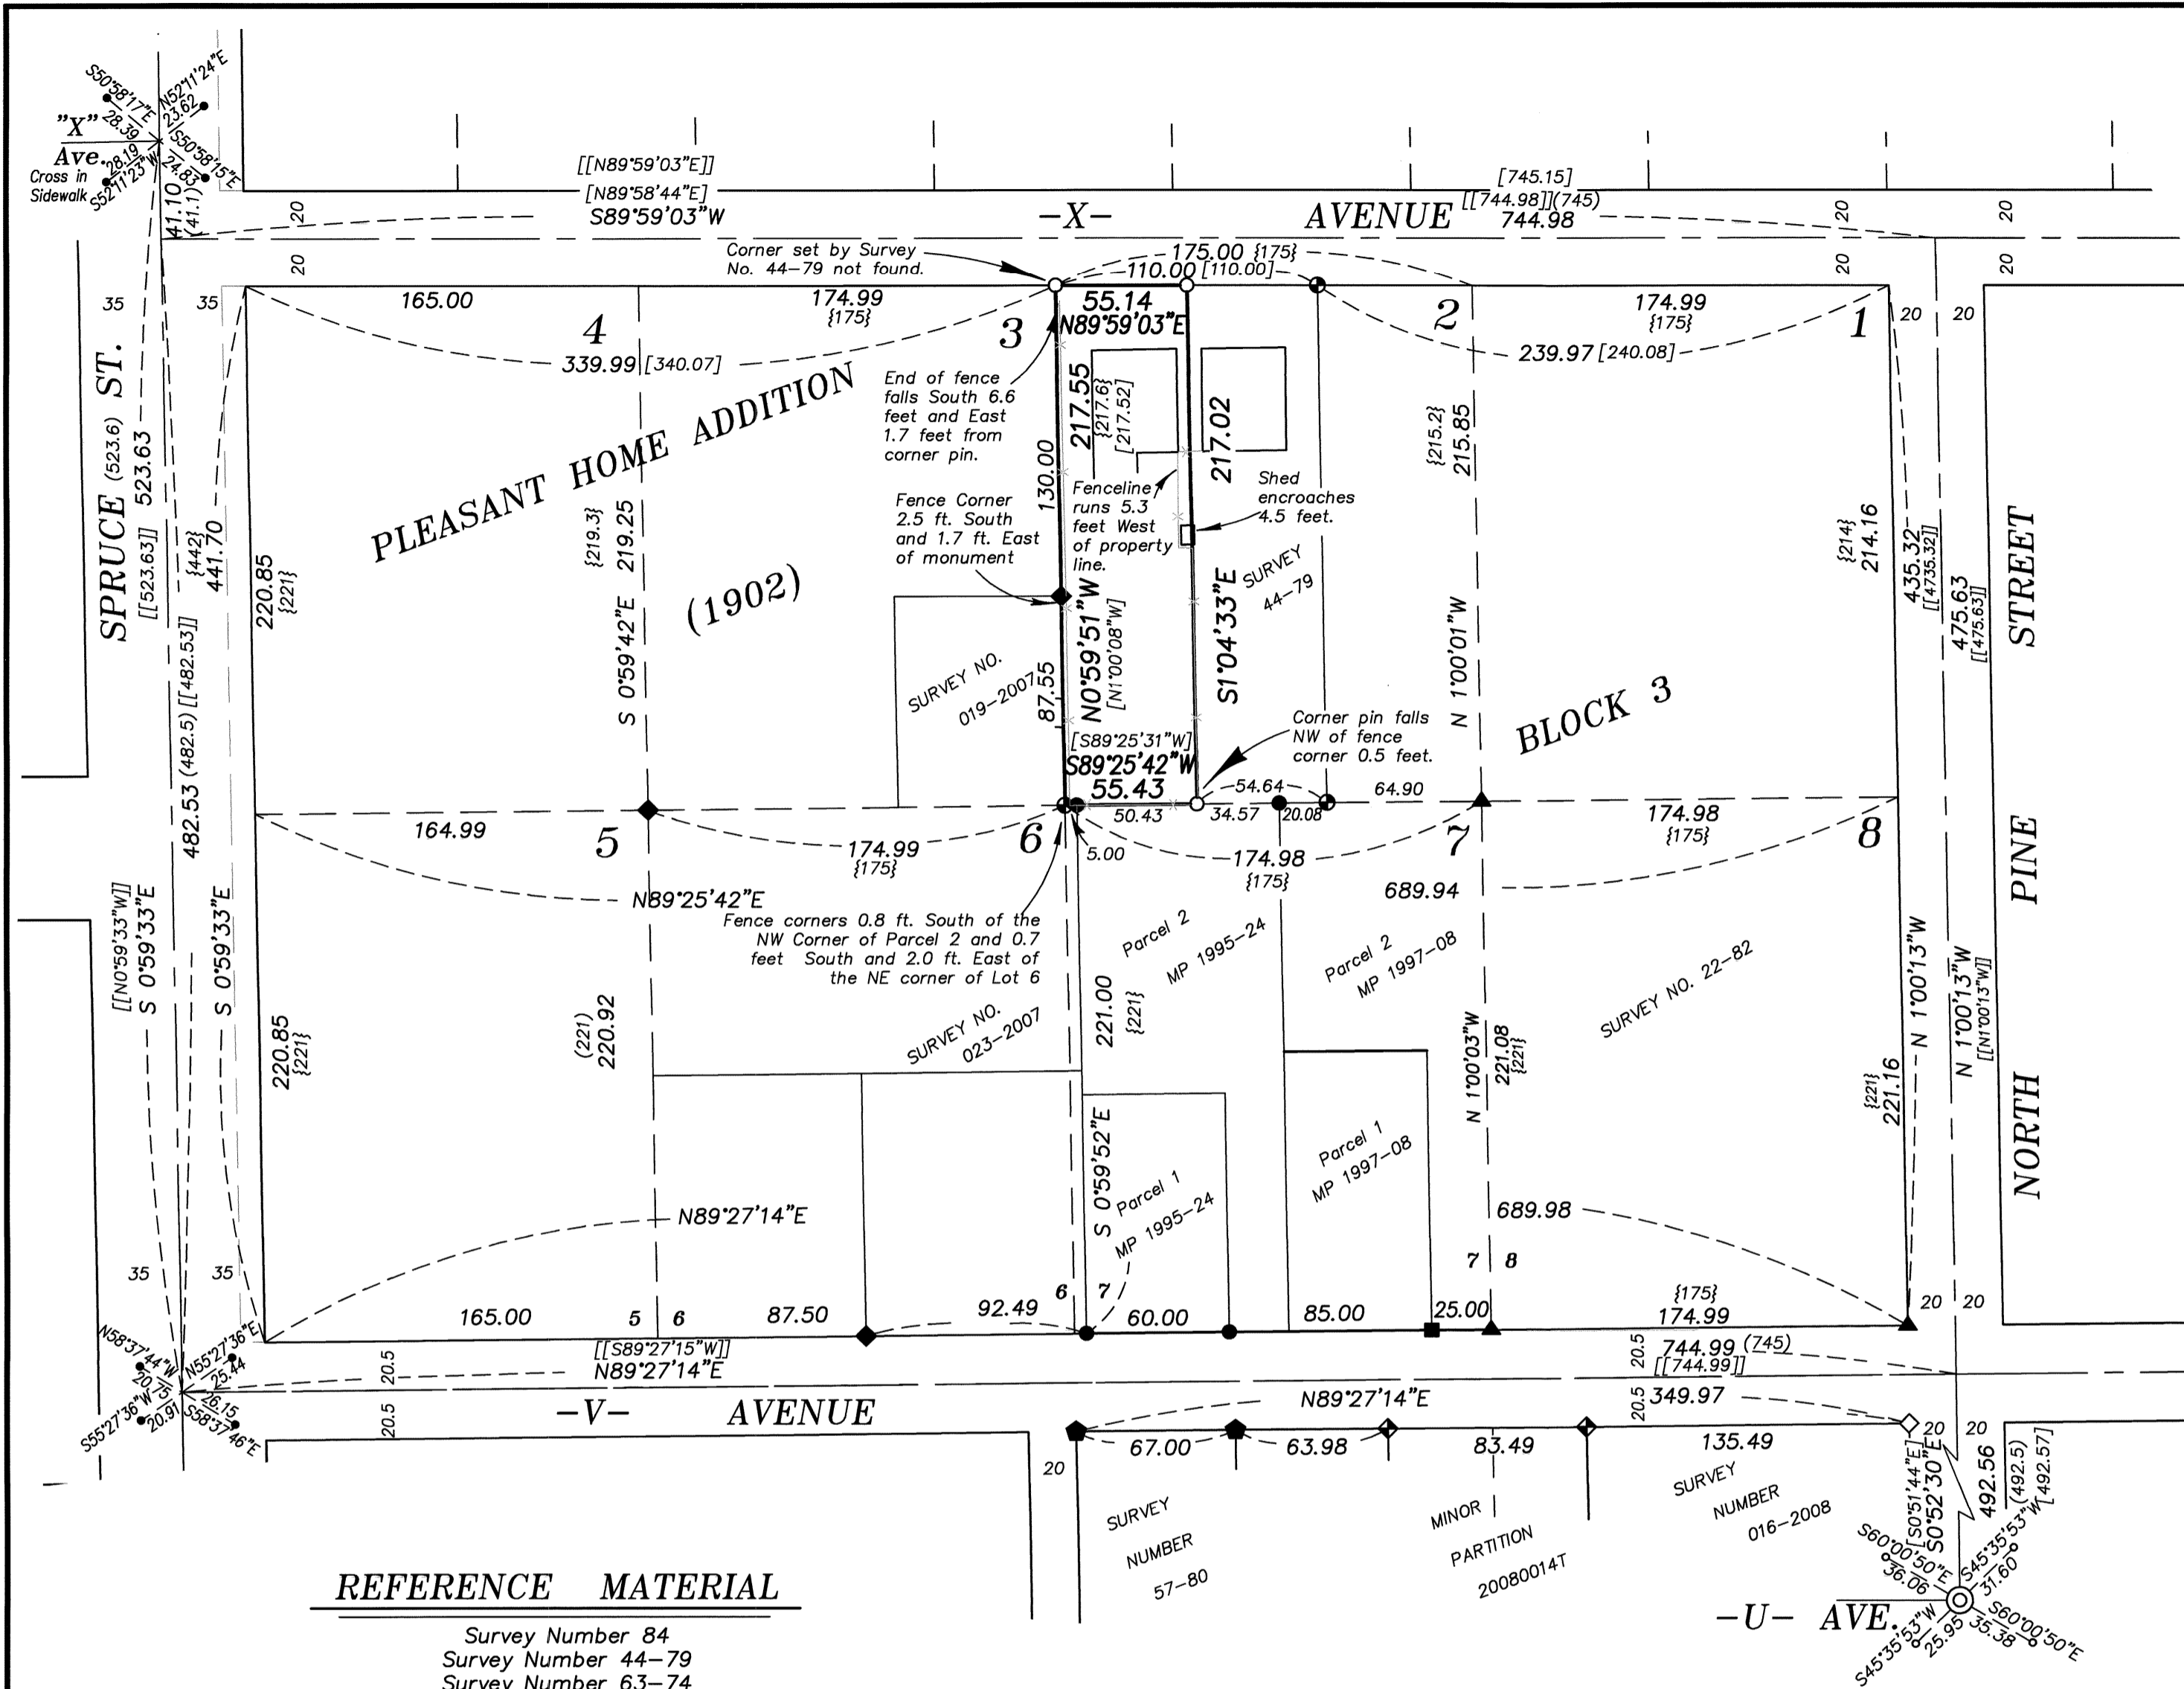 S50°58'17"E
28.39
N52°11'24"E
23.62
"X"
Ave.
Cross in
Sidewalk
28.19
S52°11'23"W
S50°58'15"E
24.83
41.10
(41.1)
[[N89°59'03"E]]
[N89°58'44"E]
S89°59'03"W
20
-X- AVENUE
[745.15]
[[744.98]](745)
744.98
20
20
Corner set by Survey
No. 44-79 not found.
175.00 {175}
110.00 [110.00]
20
20
20
35
35
165.00
174.99
{175}
55.14
N89°59'03"E
174.99
{175}
20
20
4
3
2
1
339.99 [340.07]
239.97 [240.08]
SPRUCE ST.
(523.6) 523.63
[[523.63]]
{442}
441.70
482.53 (482.5) [[482.53]]
220.85
{221}
PLEASANT HOME ADDITION
(1902)
{219.3}
S 0°59'42"E 219.25
End of fence
falls South 6.6
feet and East
1.7 feet from
corner pin.
217.55
{217.6}
[217.52]
130.00
217.02
Fence Corner
2.5 ft. South
and 1.7 ft. East
of monument
Fenceline
runs 5.3
feet West
of property
line.
Shed
encroaches
4.5 feet.
SURVEY
44-79
{215.2}
215.85
N 1°00'01"W
{214}
214.16
435.32
[[4735.32]]
475.63
[[475.63]]
NORTH PINE STREET
SURVEY NO.
019-2007
87.55
N0°59'51"W
[N1°00'08"W]
S1°04'33"E
BLOCK 3
[S89°25'31"W]
S89°25'42"W
55.43
Corner pin falls
NW of fence
corner 0.5 feet.
54.64
64.90
50.43
34.57
20.08
5.00
164.99
5
6
7
8
174.99
{175}
174.98
{175}
174.98
{175}
N89°25'42"E
689.94
Fence corners 0.8 ft. South of the
NW Corner of Parcel 2 and 0.7
feet South and 2.0 ft. East of
the NE corner of Lot 6
[[N0°59'33"W]]
S 0°59'33"E
S 0°59'33"E
220.85
{221}
(221)
220.92
SURVEY NO.
023-2007
221.00
{221}
Parcel 2
MP 1995-24
Parcel 2
MP 1997-08
SURVEY NO. 22-82
N 1°00'03"W
221.08
{221}
{221}
221.16
N 1°00'13"W
N 1°00'13"W
[[N1°00'13"W]]
S 0°59'52"E
Parcel 1
MP 1995-24
Parcel 1
MP 1997-08
N89°27'14"E
689.98
35
35
7 8
6 7
165.00
5 6
87.50
92.49
60.00
85.00
25.00
{175}
174.99
20
20
[[S89°27'15"W]]
N89°27'14"E
20.5
20.5
20.5
20.5
744.99 (745)
[[744.99]]
N58°37'44"W
20.75
N55°27'36"E
25.44
S55°27'36"W
20.91
26.15
S58°37'46"E
-V- AVENUE
N89°27'14"E
349.97
67.00
63.98
83.49
135.49
20
20
20
SURVEY
NUMBER
57-80
MINOR
PARTITION
20080014T
SURVEY
NUMBER
016-2008
[S0°51'44"E]
S0°52'30"E
492.56
(492.5)
[492.57]
S60°00'50"E
36.06
S45°35'53"W
31.60
-U- AVE.
S45°35'53"W
25.95
S60°00'50"E
35.38
REFERENCE MATERIAL
Survey Number 84
Survey Number 44-79
Survey Number 63-74